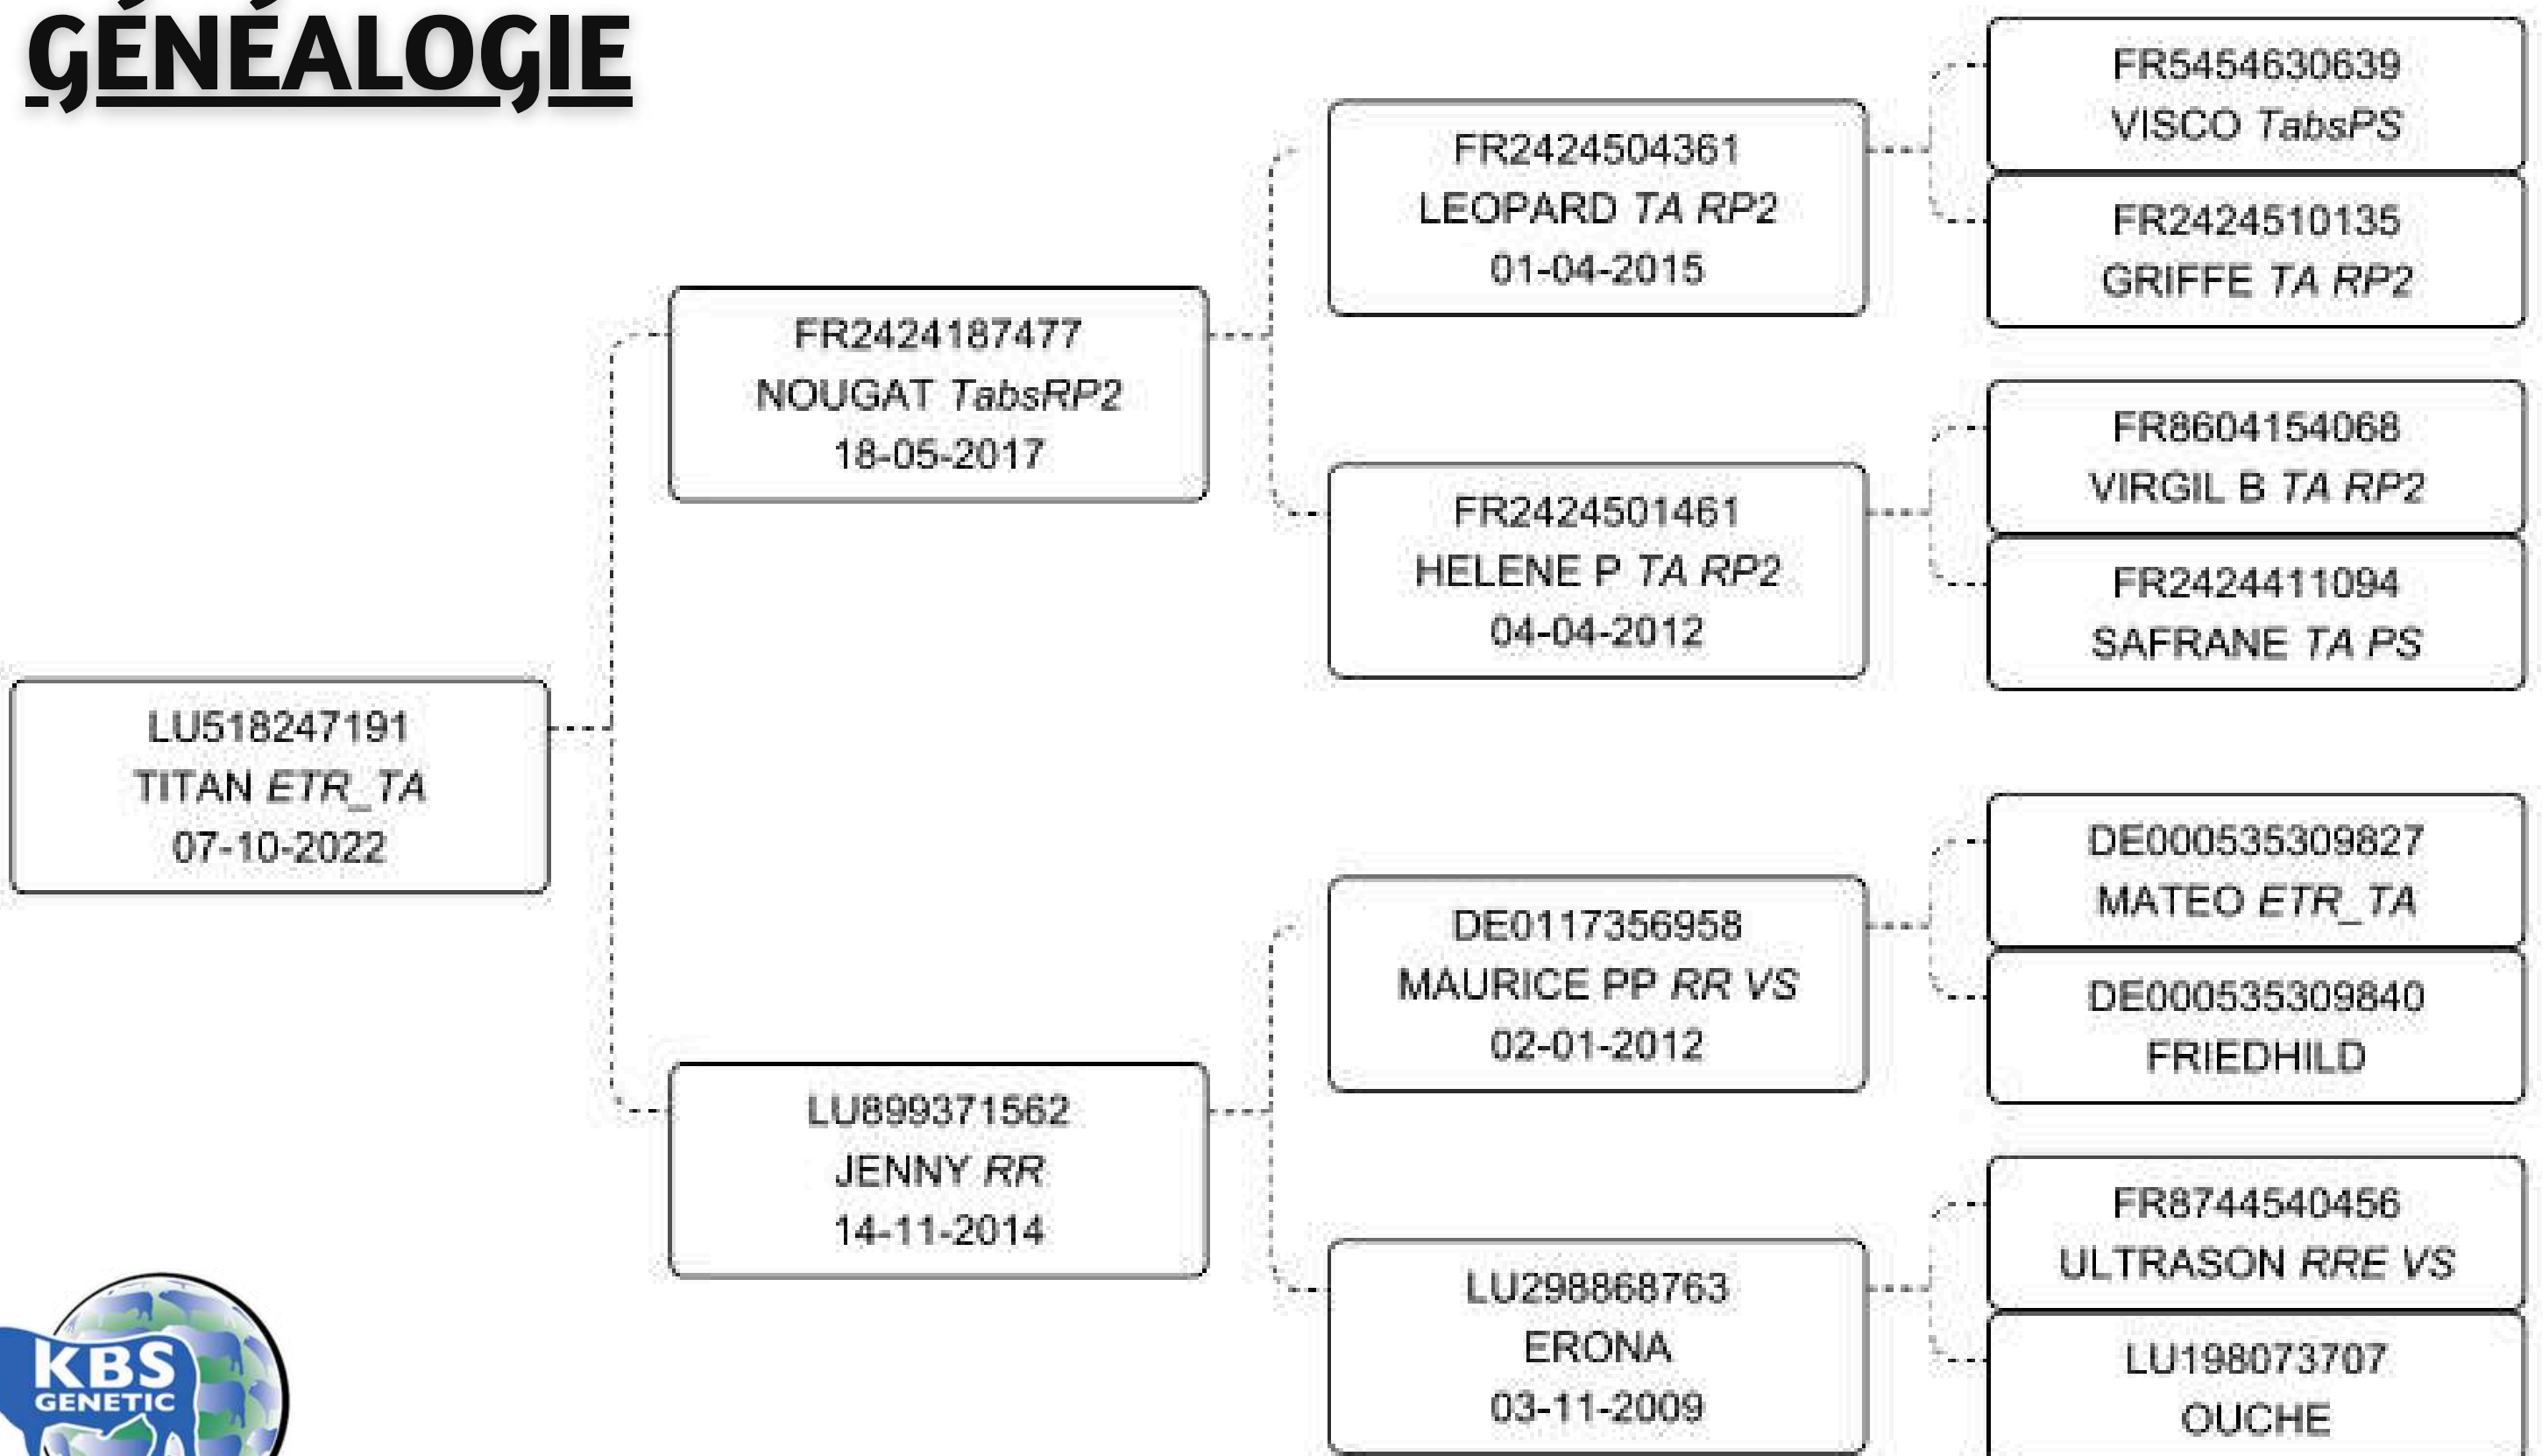 GÉNÉALOGIE
LU518247191
TITAN ETR_TA
07-10-2022
FR2424187477
NOUGAT TabsRP2
18-05-2017
LU899371562
JENNY RR
14-11-2014
FR2424504361
LEOPARD TA RP2
01-04-2015
FR2424501461
HELENE P TA RP2
04-04-2012
DE0117356958
MAURICE PP RR VS
02-01-2012
LU298868763
ERONA
03-11-2009
FR5454630639
VISCO TabsPS
FR2424510135
GRIFFE TA RP2
FR8604154068
VIRGIL B TA RP2
FR2424411094
SAFRANE TA PS
DE000535309827
MATEO ETR_TA
DE000535309840
FRIEDHILD
FR8744540456
ULTRASON RRE VS
LU198073707
OUCHE
KBS
GENETIC